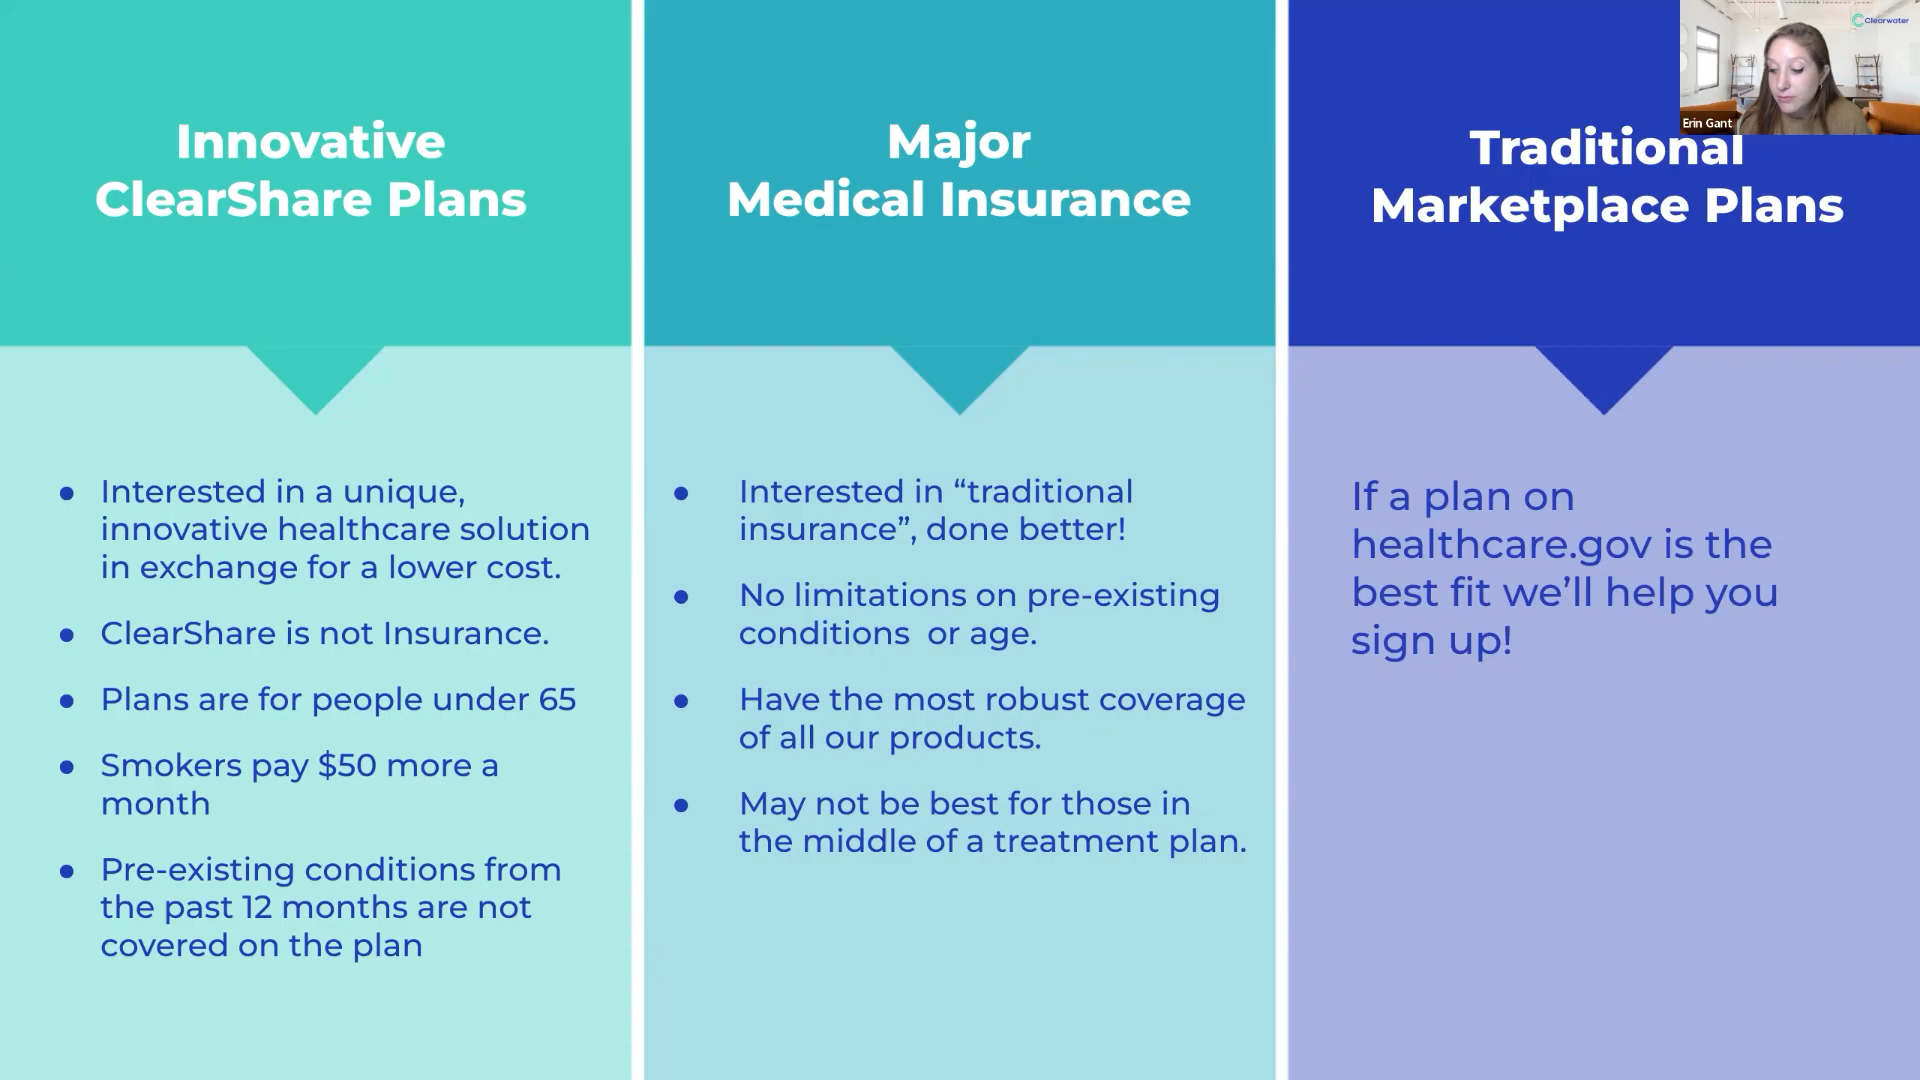 Innovative
ClearShare Plans
Interested in a unique,
innovative healthcare solution
in exchange for a lower cost.
ClearShare is not Insurance.
Plans are for people under 65
Smokers pay $50 more a
month
Pre-existing conditions from
the past 12 months are not
covered on the plan
Major
Medical Insurance
Interested in “traditional
insurance”, done better!
No limitations on pre-existing
conditions  or age.
Have the most robust coverage
of all our products.
May not be best for those in
the middle of a treatment plan.
Traditional
Marketplace Plans
If a plan on
healthcare.gov is the
best fit we’ll help you
sign up!
Clearwater
Erin Gant